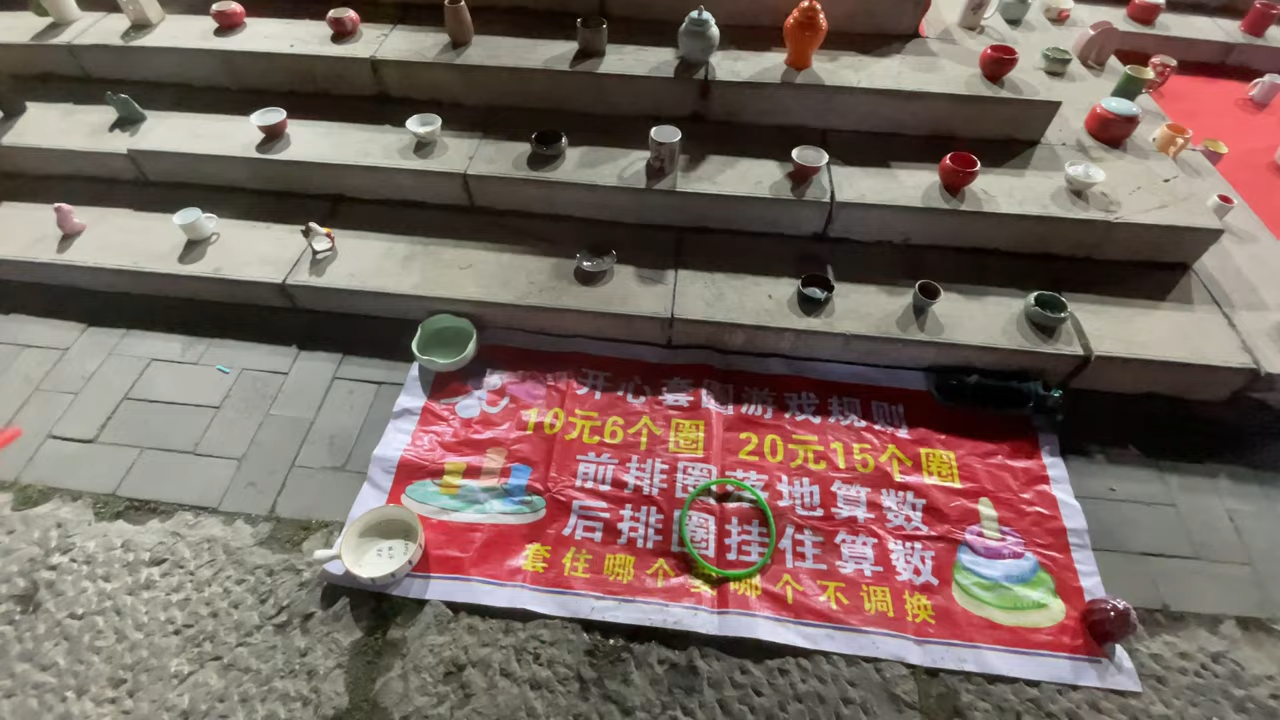 开心套圈游戏规则
10元6个圈 20元15个圈
前排圈落地算数
后排圈挂住算数
套住哪个要哪个不调换